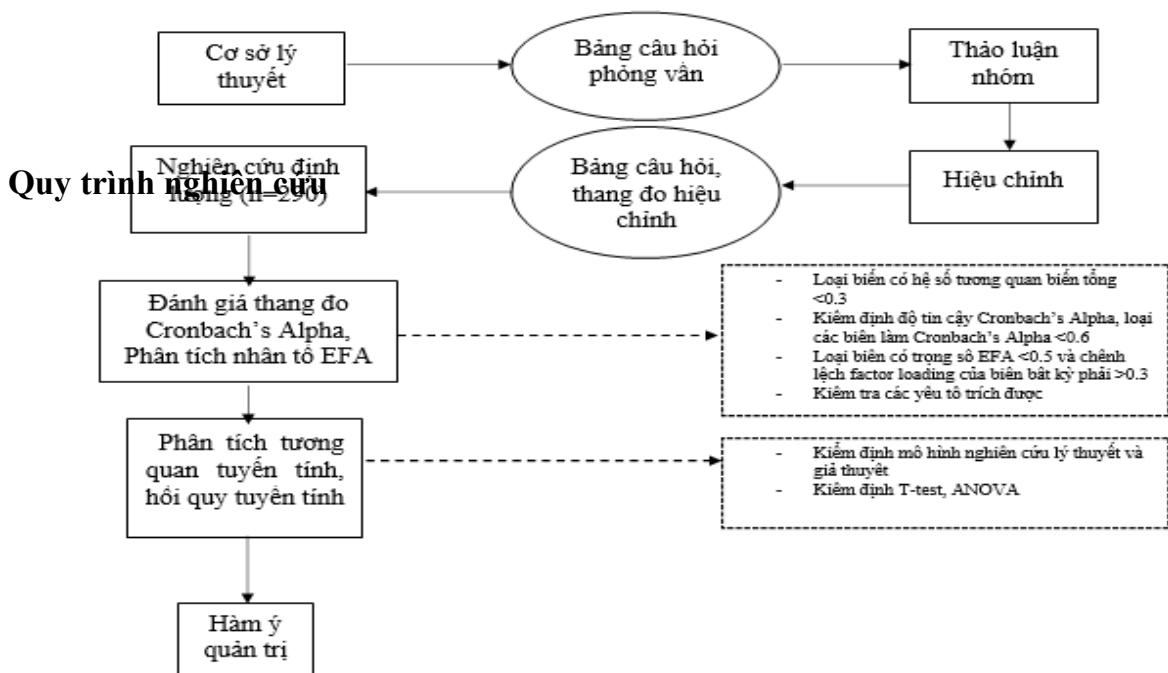 Cơ sở lý
thuyết
Bảng câu hỏi
phỏng vấn
Thảo luận
nhóm
Nghiên cứu định
lượng (n=290)
Quy trình nghiên cứu
Bảng câu hỏi,
thang đo hiệu
chỉnh
Hiệu chỉnh
Đánh giá thang đo
Cronbach's Alpha,
Phân tích nhân tố EFA
- Loại biến có hệ số tương quan biến tổng
<0.3
- Kiểm định độ tin cậy Cronbach's Alpha, loại
các biến làm Cronbach's Alpha <0.6
- Loại biến có trọng số EFA <0.5 và chênh
lệch factor loading của biến bất kỳ phải >0.3
- Kiểm tra các yếu tố trích được
Phân tích tương
quan tuyến tính,
hồi quy tuyến tính
- Kiểm định mô hình nghiên cứu lý thuyết và
giả thuyết
- Kiểm định T-test, ANOVA
Hàm ý
quản trị